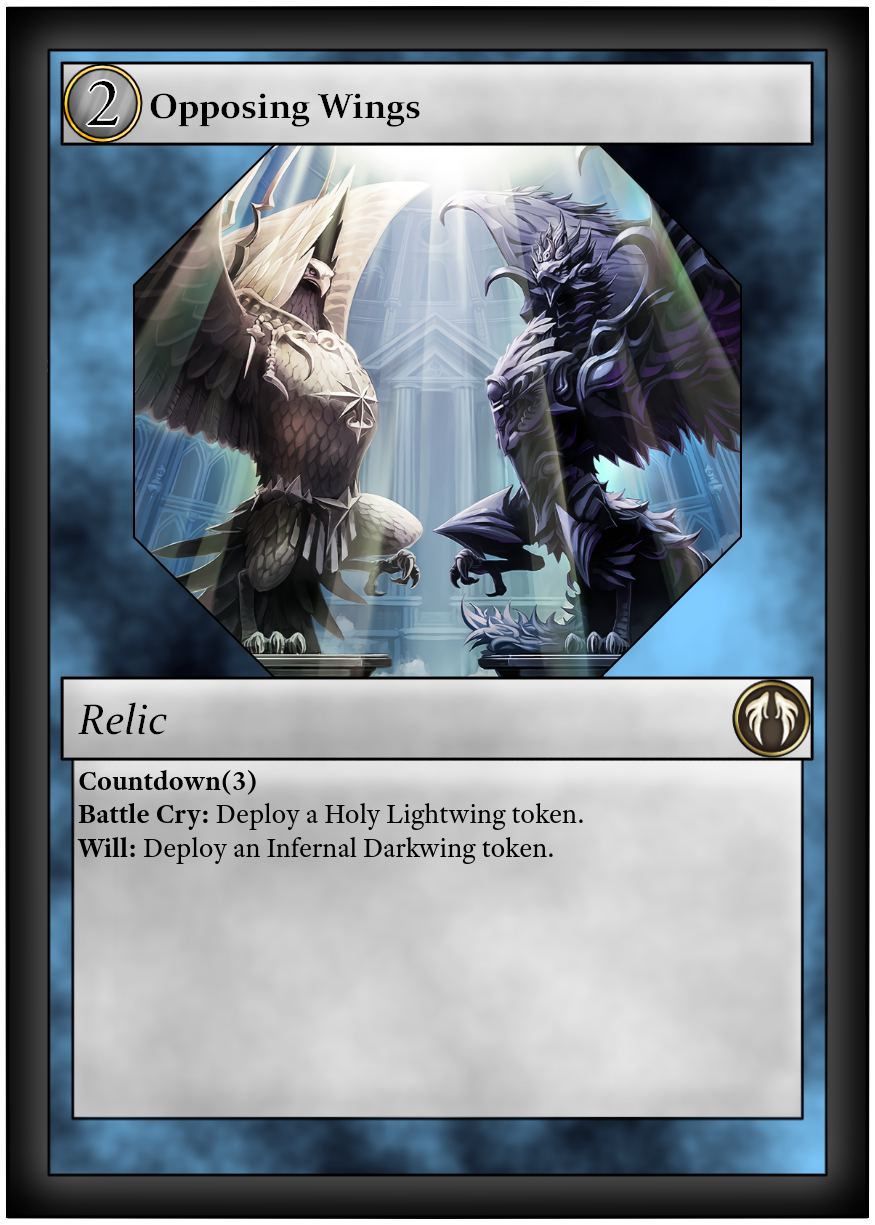 2 Opposing Wings
Relic
Countdown(3)
Battle Cry: Deploy a Holy Lightwing token.
Will: Deploy an Infernal Darkwing token.